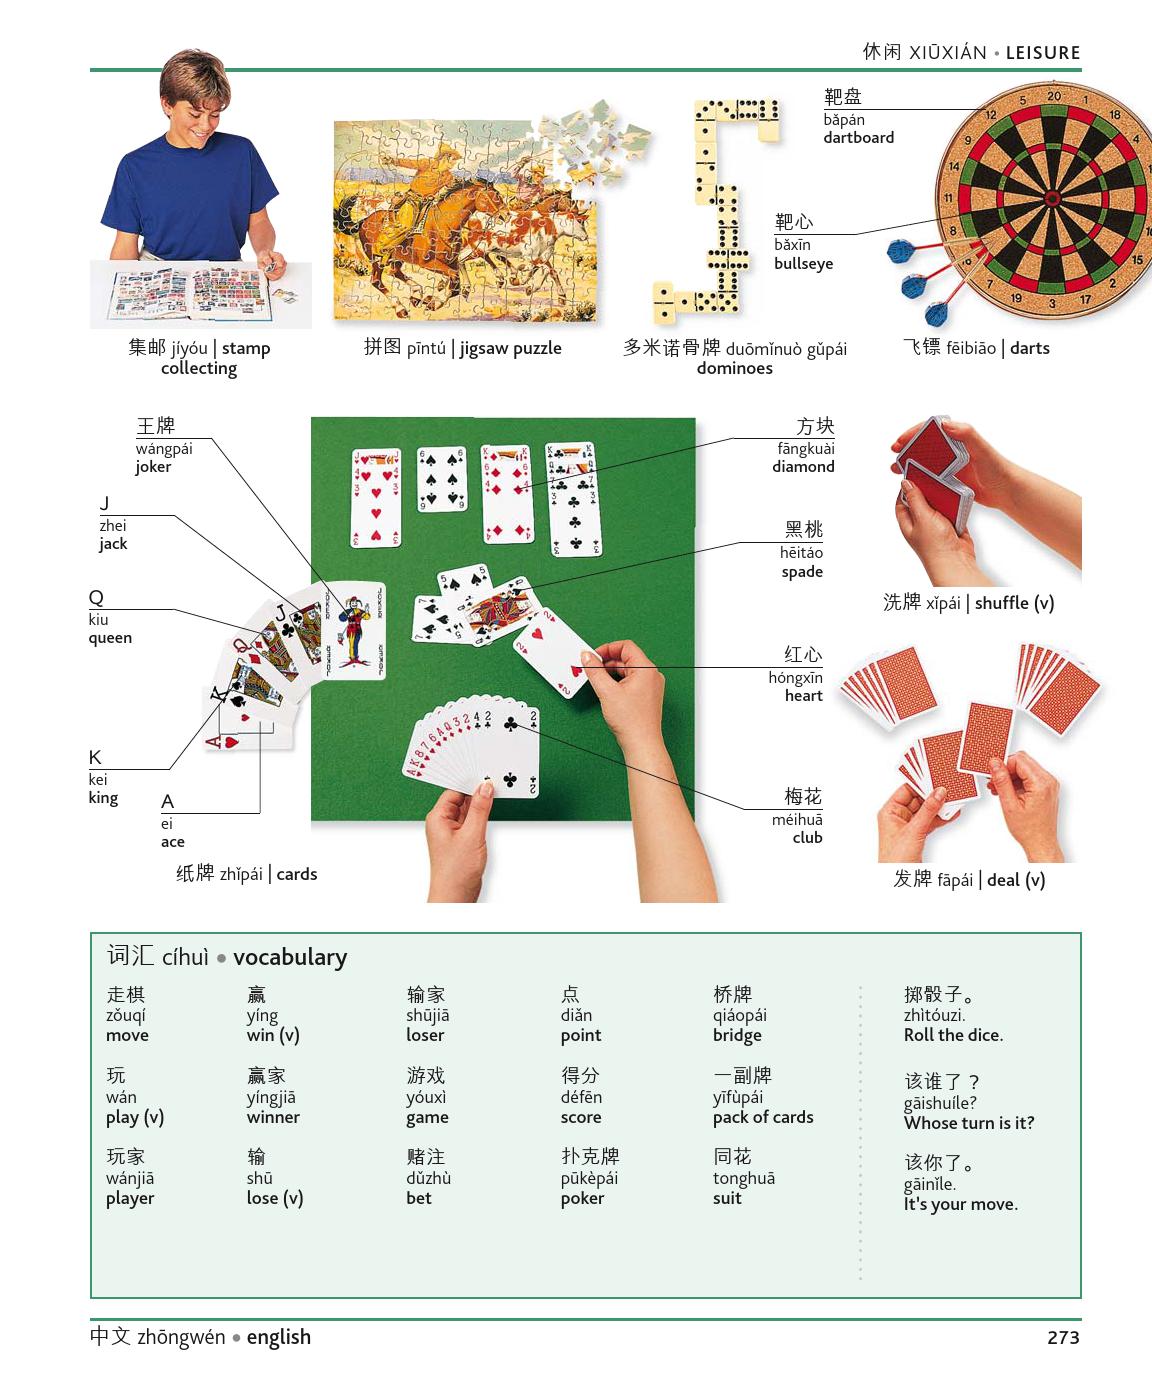 休闲 XIŪXIÁN • LEISURE
靶盘
bǎpán
dartboard
靶心
bǎxīn
bullseye
集邮 jíyóu | stamp
collecting
拼图 pīntú | jigsaw puzzle
多米诺骨牌 duōmǐnuò gǔpái
dominoes
飞镖 fēibiāo | darts
王牌
wángpái
joker
J
zhei
jack
Q
kiu
queen
K
kei
king
A
ei
ace
纸牌 zhǐpái | cards
方块
fāngkuài
diamond
黑桃
hēitáo
spade
红心
hóngxīn
heart
梅花
méihuā
club
洗牌 xǐpái | shuffle (v)
发牌 fāpái | deal (v)
词汇 cíhuì • vocabulary
走棋
zǒuqí
move
玩
wán
play (v)
玩家
wánjiā
player
赢
yíng
win (v)
赢家
yíngjiā
winner
输
shū
lose (v)
输家
shūjiā
loser
游戏
yóuxì
game
赌注
dǔzhù
bet
点
diǎn
point
得分
défēn
score
扑克牌
pūkèpái
poker
桥牌
qiáopái
bridge
一副牌
yīfùpái
pack of cards
同花
tonghuā
suit
掷骰子。
zhìtóuzi.
Roll the dice.
该谁了？
gāishuíle?
Whose turn is it?
该你了。
gāinǐle.
It's your move.
中文 zhōngwén • english
273